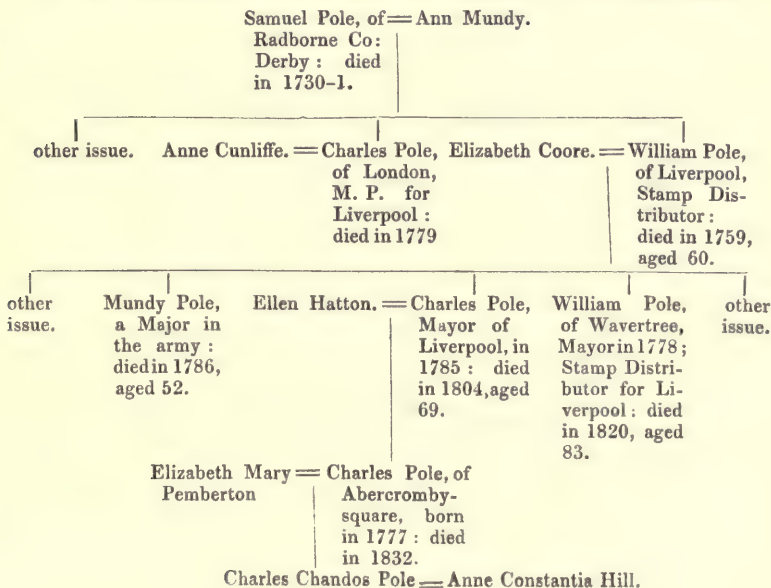 Samuel Pole, of = Ann Mundy.
Radborne Co:
Derby: died
in 1730-1.
other issue.
Anne Cunliffe. = Charles Pole,
of London,
M. P. for
Liverpool:
died in 1779
Elizabeth Coore. = William Pole,
of Liverpool,
Stamp Dis-
tributor:
died in 1759,
aged 60.
other
issue.
Mundy Pole,
a Major in
the army:
died in 1786,
aged 52.
Ellen Hatton. = Charles Pole,
Mayor of
Liverpool, in
1785: died
in 1804, aged
69.
William Pole,
of Wavertree,
Mayor in 1778;
Stamp Distri-
butor for Li-
verpool: died
in 1820, aged
83.
other
issue.
Elizabeth Mary = Charles Pole, of
Pemberton
Abercromby-
square, born
in 1777: died
in 1832.
Charles Chandos Pole = Anne Constantia Hill.